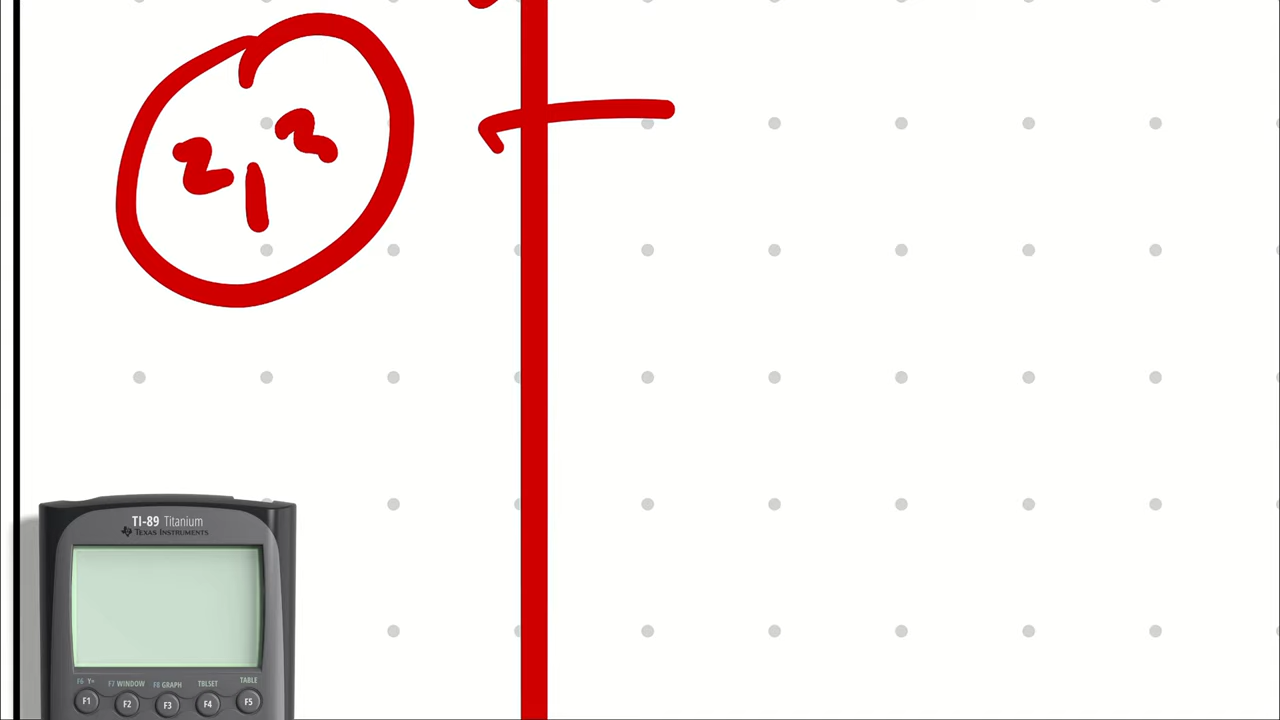 2, 3
TI-89 Titanium
TEXAS INSTRUMENTS
F6 Y= F7 WINDOW F8 GRAPH TBLSET TABLE
F1 F2 F3 F4 F5